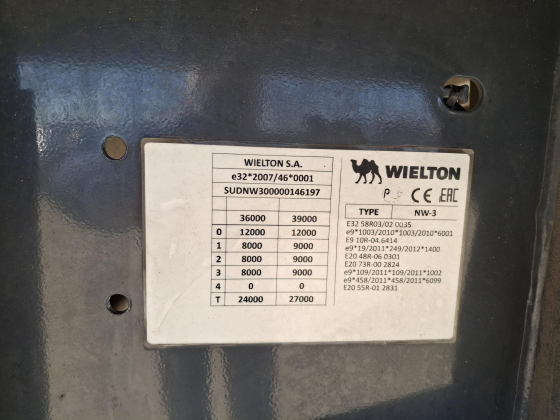 WIELTON S.A.
e32*2007/46*0001
SUDNW300000146197
36000 39000
0 12000 12000
1 8000 9000
2 8000 9000
3 8000 9000
4 0 0
T 24000 27000
WIELTON
CE EAC
TYPE NW-3
E32 58R03/02 0035
e9*1003/2010*1003/2010*6001
E9 10R-04.6414
e9*19/2011*249/2012*1400
E20 48R-06 0301
E20 73R-00 2824
e9*109/2011*109/2011*1002
e9*458/2011*458/2011*6099
E20 55R-01 2831